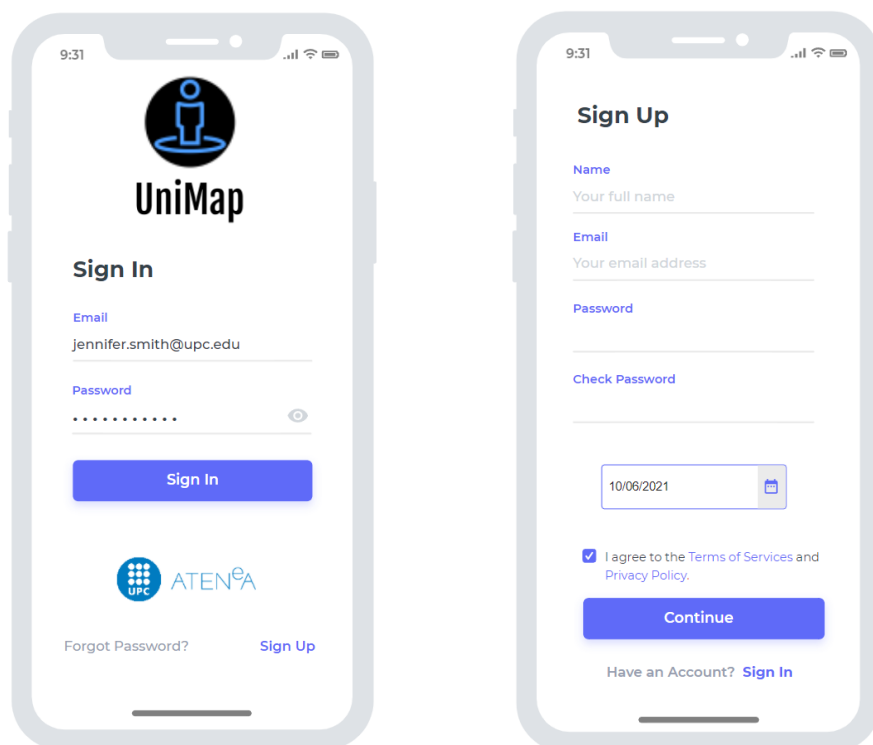 9:31
UniMap
Sign In
Email
jennifer.smith@upc.edu
Password
...........
Sign In
UPC
ATENeA
Forgot Password?
Sign Up
9:31
Sign Up
Name
Your full name
Email
Your email address
Password
Check Password
10/06/2021
I agree to the Terms of Services and
Privacy Policy.
Continue
Have an Account? Sign In